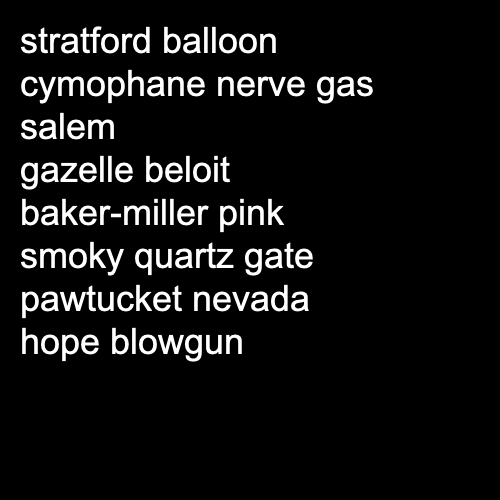 stratford balloon
cymophane nerve gas
salem
gazelle beloit
baker-miller pink
smoky quartz gate
pawtucket nevada
hope blowgun